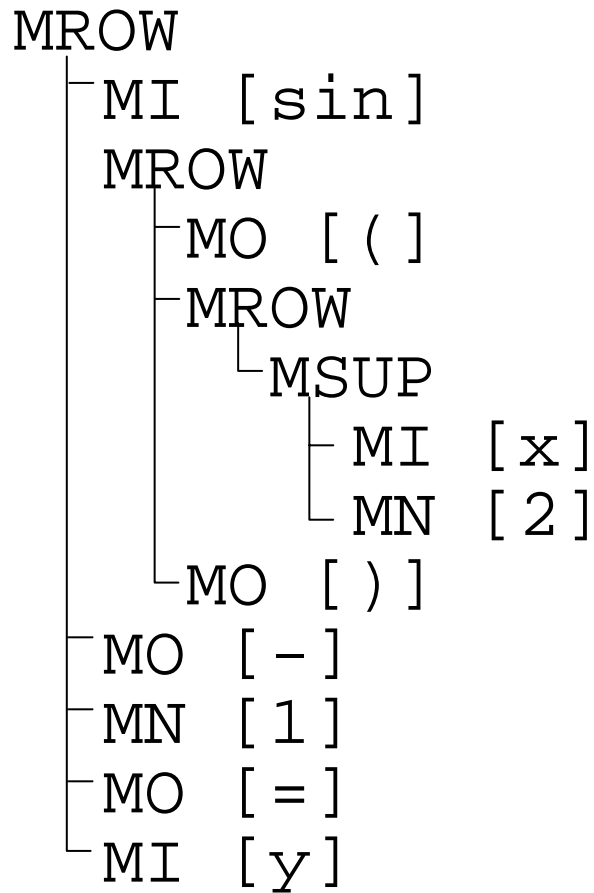 MROW
MI [sin]
MROW
MO [(]
MROW
MSUP
MI [x]
MN [2]
MO [)]
MO [-]
MN [1]
MO [=]
MI [y]